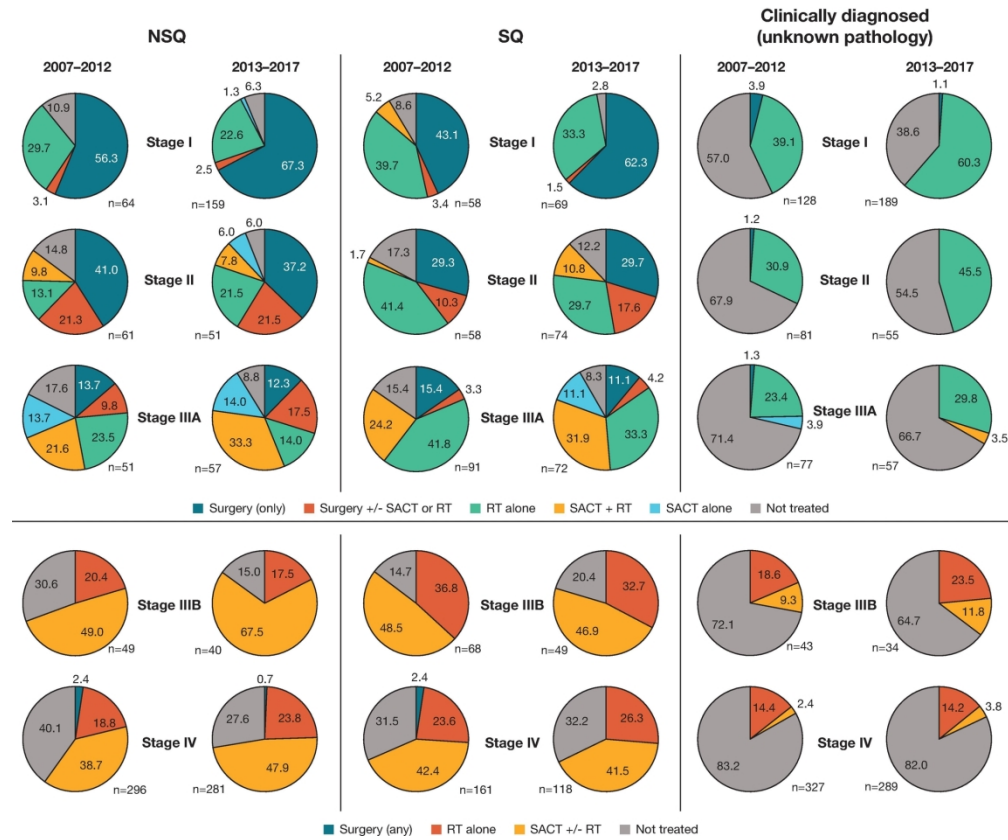 NSQ
SQ
Clinically diagnosed
(unknown pathology)
2007–2012
2013–2017
2007–2012
2013–2017
2007–2012
2013–2017
Stage I
10.9
56.3
3.1
29.7
n=64
1.3
6.3
67.3
2.5
22.6
n=159
Stage I
5.2
8.6
43.1
3.4
39.7
n=58
2.8
62.3
1.5
33.3
n=69
Stage I
3.9
39.1
57.0
n=128
1.1
60.3
38.6
n=189
Stage II
14.8
41.0
21.3
13.1
9.8
n=61
6.0
6.0
37.2
21.5
21.5
7.8
n=51
Stage II
1.7
17.3
29.3
10.3
41.4
n=58
12.2
29.7
17.6
29.7
10.8
n=74
Stage II
1.2
30.9
67.9
n=81
45.5
54.5
n=55
Stage IIIA
17.6
13.7
9.8
23.5
21.6
13.7
n=51
8.8
12.3
17.5
14.0
33.3
14.0
n=57
Stage IIIA
15.4
15.4
3.3
41.8
24.2
n=91
8.3
11.1
4.2
33.3
31.9
11.1
n=72
Stage IIIA
1.3
23.4
3.9
71.4
n=77
29.8
3.5
66.7
n=57
Surgery (only)
Surgery +/- SACT or RT
RT alone
SACT + RT
SACT alone
Not treated
Stage IIIB
30.6
20.4
49.0
n=49
15.0
17.5
67.5
n=40
Stage IIIB
14.7
36.8
48.5
n=68
20.4
32.7
46.9
n=49
Stage IIIB
18.6
9.3
72.1
n=43
23.5
11.8
64.7
n=34
Stage IV
2.4
18.8
38.7
40.1
n=296
0.7
23.8
47.9
27.6
n=281
Stage IV
2.4
23.6
42.4
31.5
n=161
32.2
26.3
41.5
n=118
Stage IV
14.4
2.4
83.2
n=327
14.2
3.8
82.0
n=289
Surgery (any)
RT alone
SACT +/- RT
Not treated